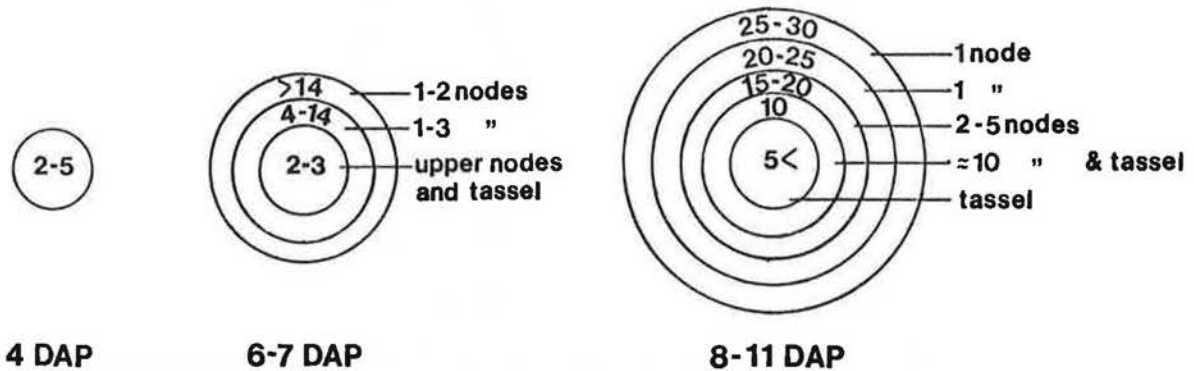 2-5
4 DAP
>14
4-14
2-3
1-2 nodes
1-3 "
upper nodes
and tassel
6-7 DAP
25-30
20-25
15-20
10
5<
1 node
1 "
2-5 nodes
≈10 " & tassel
tassel
8-11 DAP